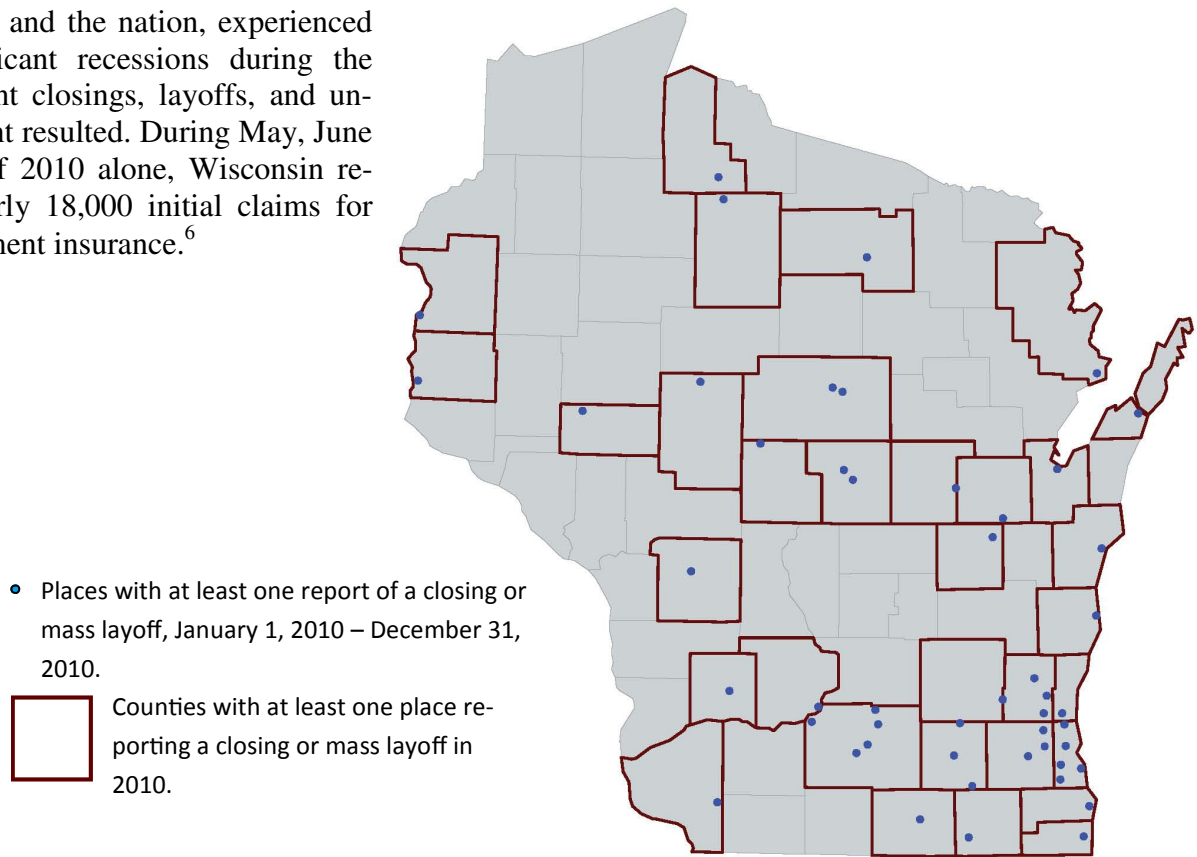 and the nation, experienced
icant recessions during the
nt closings, layoffs, and un-
nt resulted. During May, June
f 2010 alone, Wisconsin re-
rly 18,000 initial claims for
ment insurance.6
Places with at least one report of a closing or
mass layoff, January 1, 2010 – December 31,
2010.
Counties with at least one place re-
porting a closing or mass layoff in
2010.